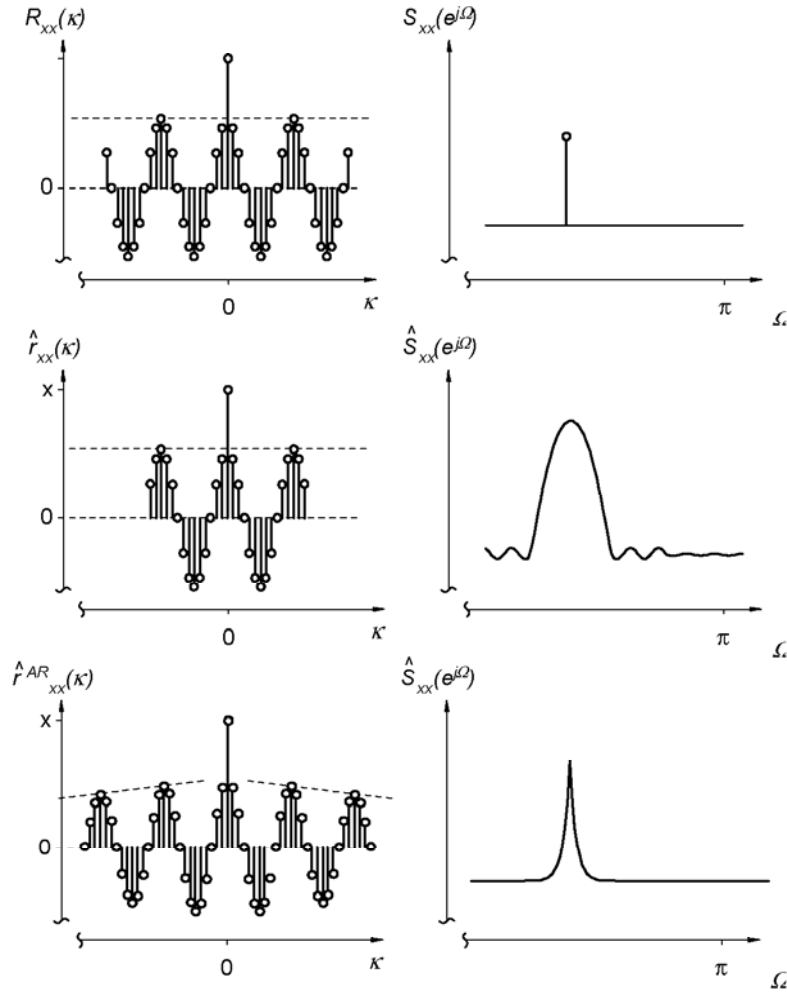 R_xx(κ)
S_xx(e^jΩ)
0
0
κ
π
Ω
r̂_xx(κ)
Ŝ_xx(e^jΩ)
x
0
0
κ
π
Ω
r̂^AR_xx(κ)
Ŝ_xx(e^jΩ)
x
0
0
κ
π
Ω